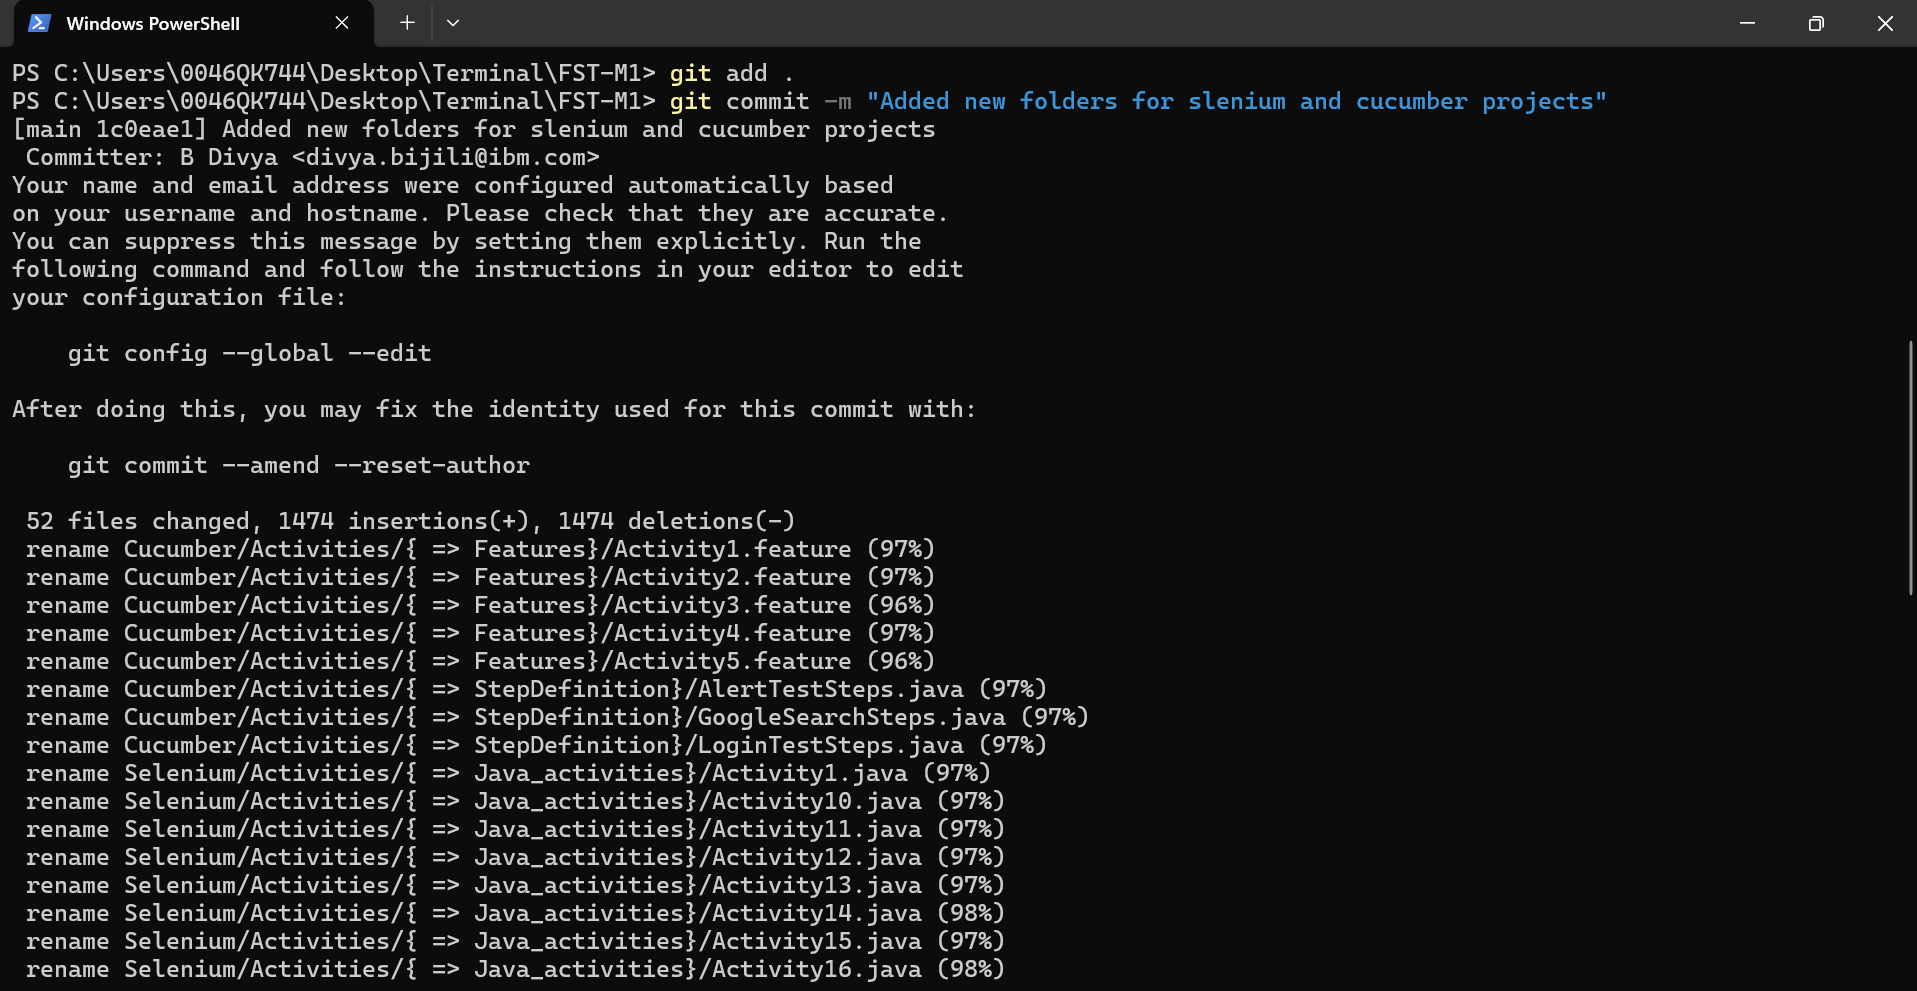 Windows PowerShell
PS C:\Users\0046QK744\Desktop\Terminal\FST-M1> git add .
PS C:\Users\0046QK744\Desktop\Terminal\FST-M1> git commit -m "Added new folders for slenium and cucumber projects"
[main 1c0eae1] Added new folders for slenium and cucumber projects
 Committer: B Divya <divya.bijili@ibm.com>
Your name and email address were configured automatically based
on your username and hostname. Please check that they are accurate.
You can suppress this message by setting them explicitly. Run the
following command and follow the instructions in your editor to edit
your configuration file:

    git config --global --edit

After doing this, you may fix the identity used for this commit with:

    git commit --amend --reset-author

 52 files changed, 1474 insertions(+), 1474 deletions(-)
 rename Cucumber/Activities/{ => Features}/Activity1.feature (97%)
 rename Cucumber/Activities/{ => Features}/Activity2.feature (97%)
 rename Cucumber/Activities/{ => Features}/Activity3.feature (96%)
 rename Cucumber/Activities/{ => Features}/Activity4.feature (97%)
 rename Cucumber/Activities/{ => Features}/Activity5.feature (96%)
 rename Cucumber/Activities/{ => StepDefinition}/AlertTestSteps.java (97%)
 rename Cucumber/Activities/{ => StepDefinition}/GoogleSearchSteps.java (97%)
 rename Cucumber/Activities/{ => StepDefinition}/LoginTestSteps.java (97%)
 rename Selenium/Activities/{ => Java_activities}/Activity1.java (97%)
 rename Selenium/Activities/{ => Java_activities}/Activity10.java (97%)
 rename Selenium/Activities/{ => Java_activities}/Activity11.java (97%)
 rename Selenium/Activities/{ => Java_activities}/Activity12.java (97%)
 rename Selenium/Activities/{ => Java_activities}/Activity13.java (97%)
 rename Selenium/Activities/{ => Java_activities}/Activity14.java (98%)
 rename Selenium/Activities/{ => Java_activities}/Activity15.java (97%)
 rename Selenium/Activities/{ => Java_activities}/Activity16.java (98%)